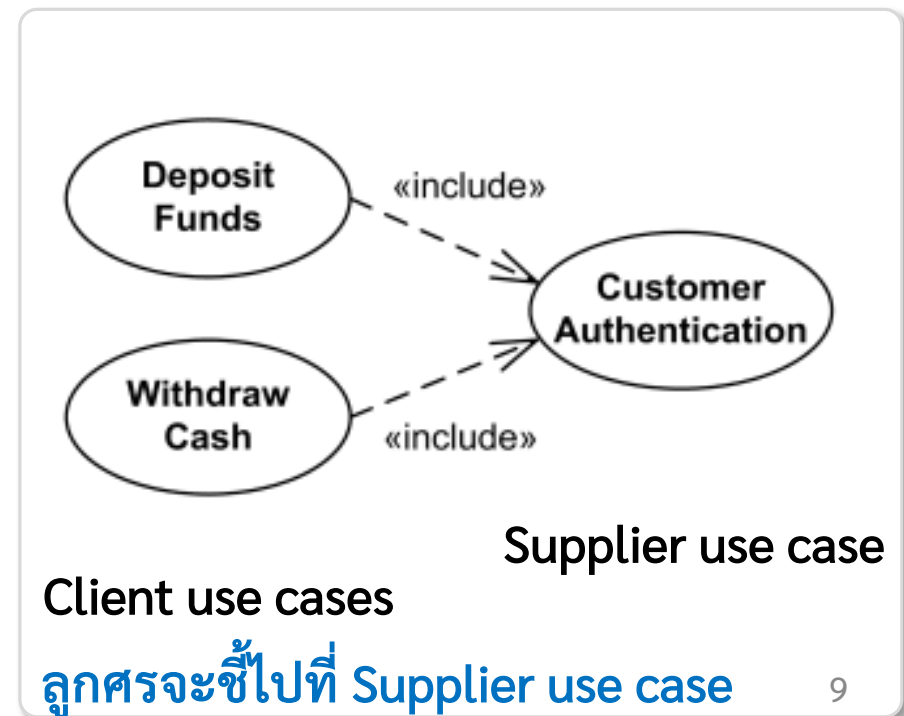 Deposit
Funds
«include»
Customer
Authentication
Withdraw
Cash
«include»
Supplier use case
Client use cases
ลูกศรจะชี้ไปที่ Supplier use case
9